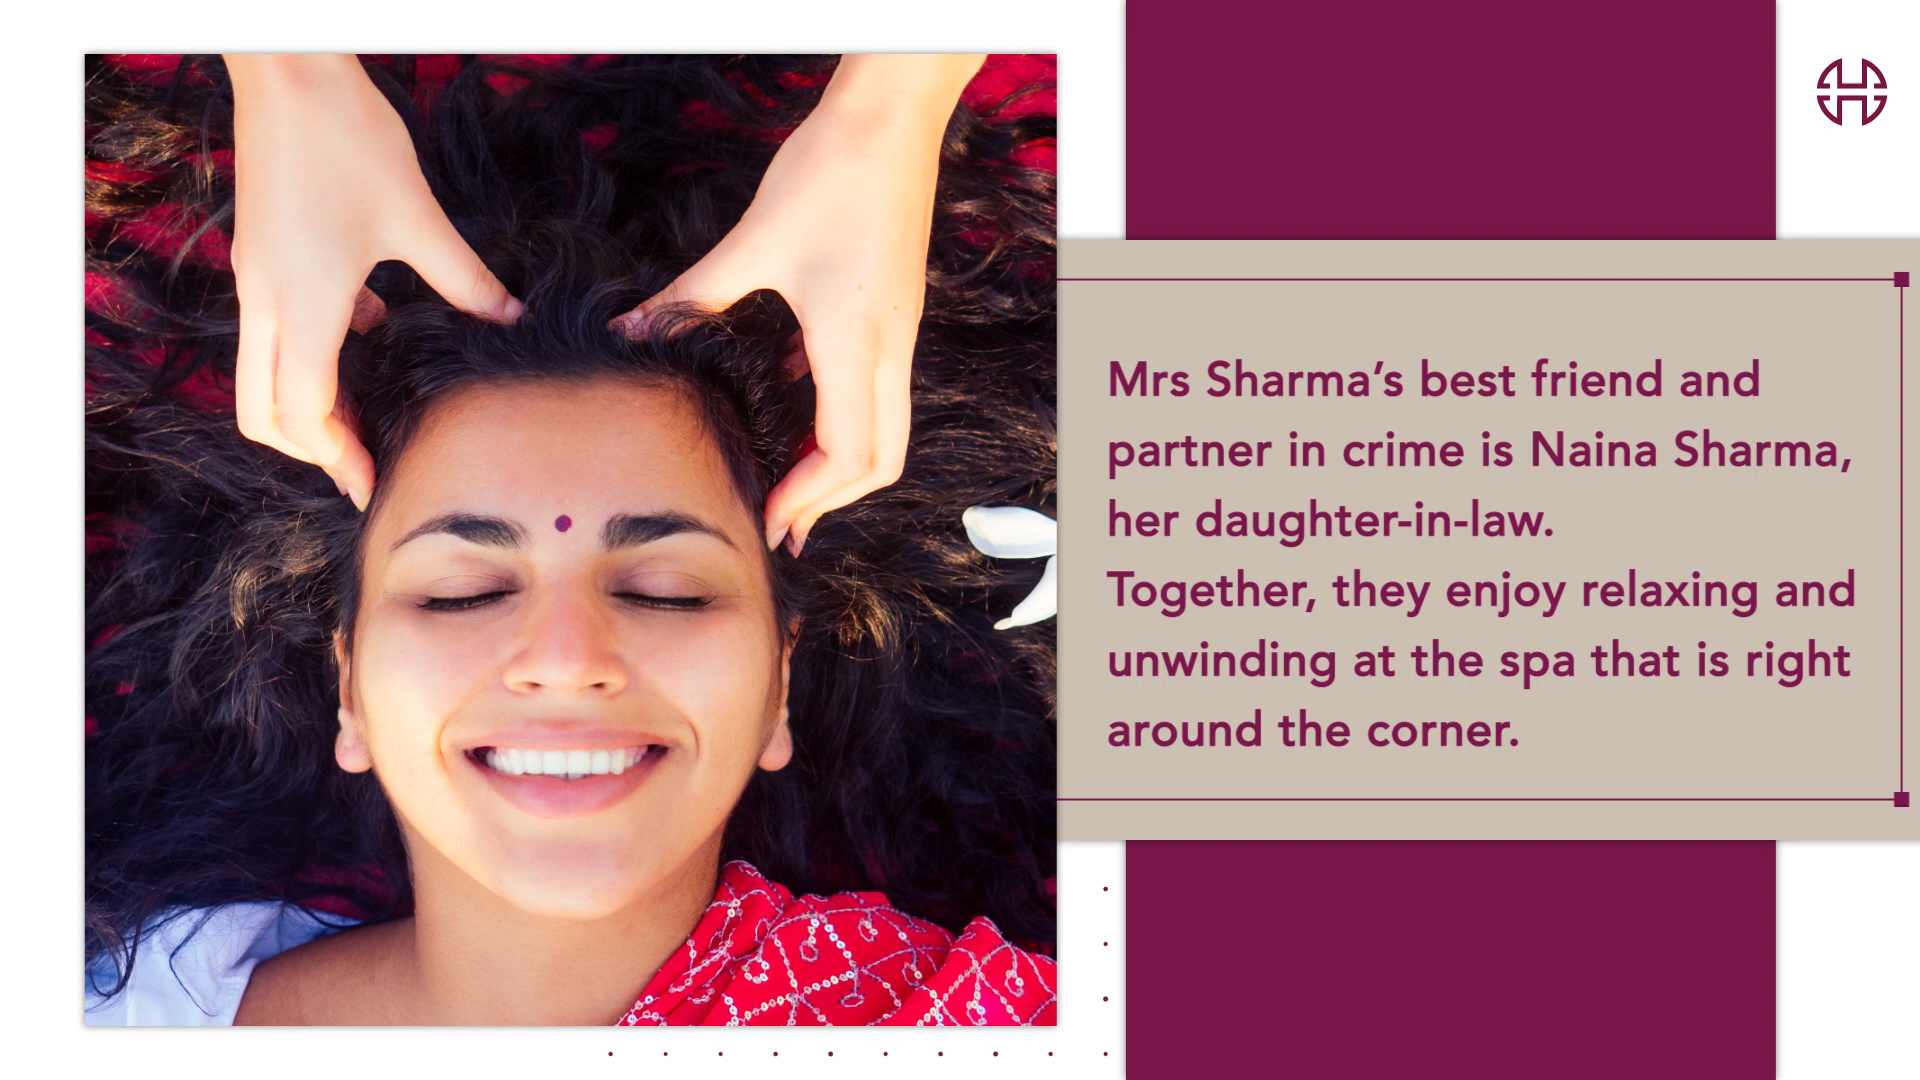 Mrs Sharma’s best friend and
partner in crime is Naina Sharma,
her daughter-in-law.
Together, they enjoy relaxing and
unwinding at the spa that is right
around the corner.